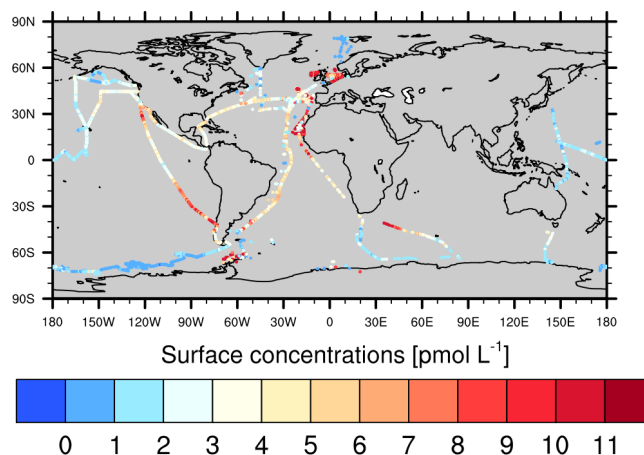 90N
60N
30N
0
30S
60S
90S
180 150W 120W 90W 60W 30W 0 30E 60E 90E 120E 150E 180
Surface concentrations [pmol L⁻¹]
0 1 2 3 4 5 6 7 8 9 10 11